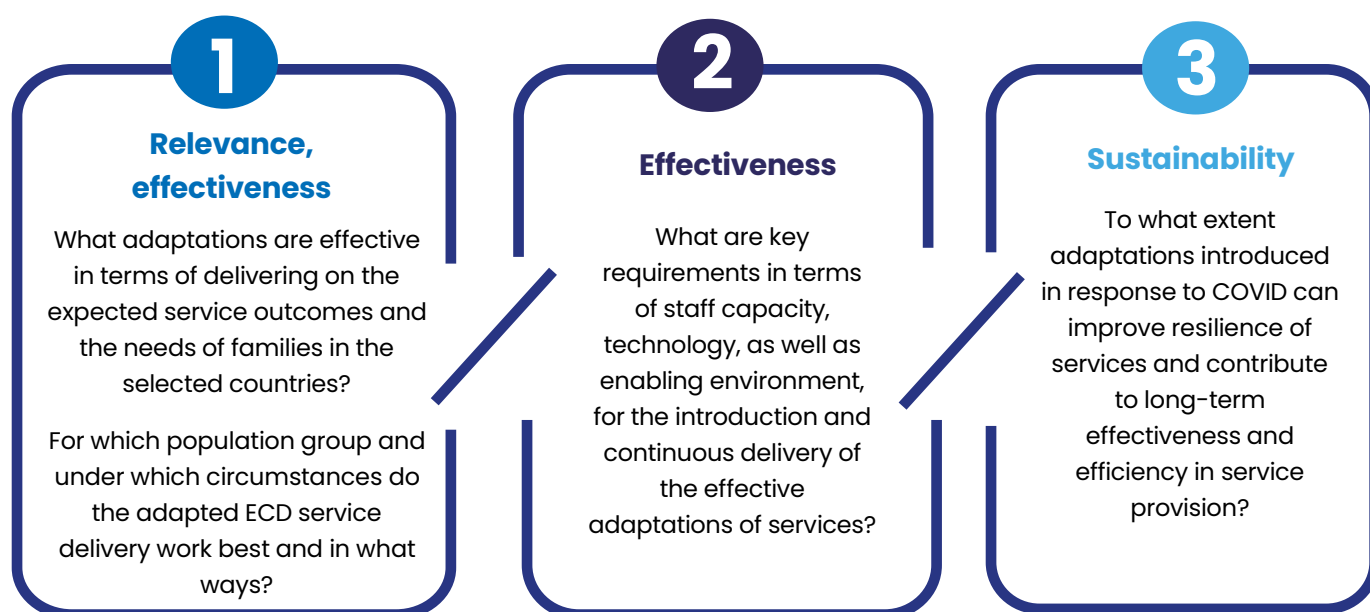 1
Relevance,
effectiveness
What adaptations are effective
in terms of delivering on the
expected service outcomes and
the needs of families in the
selected countries?
For which population group and
under which circumstances do
the adapted ECD service
delivery work best and in what
ways?
2
Effectiveness
What are key
requirements in terms
of staff capacity,
technology, as well as
enabling environment,
for the introduction and
continuous delivery of
the effective
adaptations of services?
3
Sustainability
To what extent
adaptations introduced
in response to COVID can
improve resilience of
services and contribute
to long-term
effectiveness and
efficiency in service
provision?